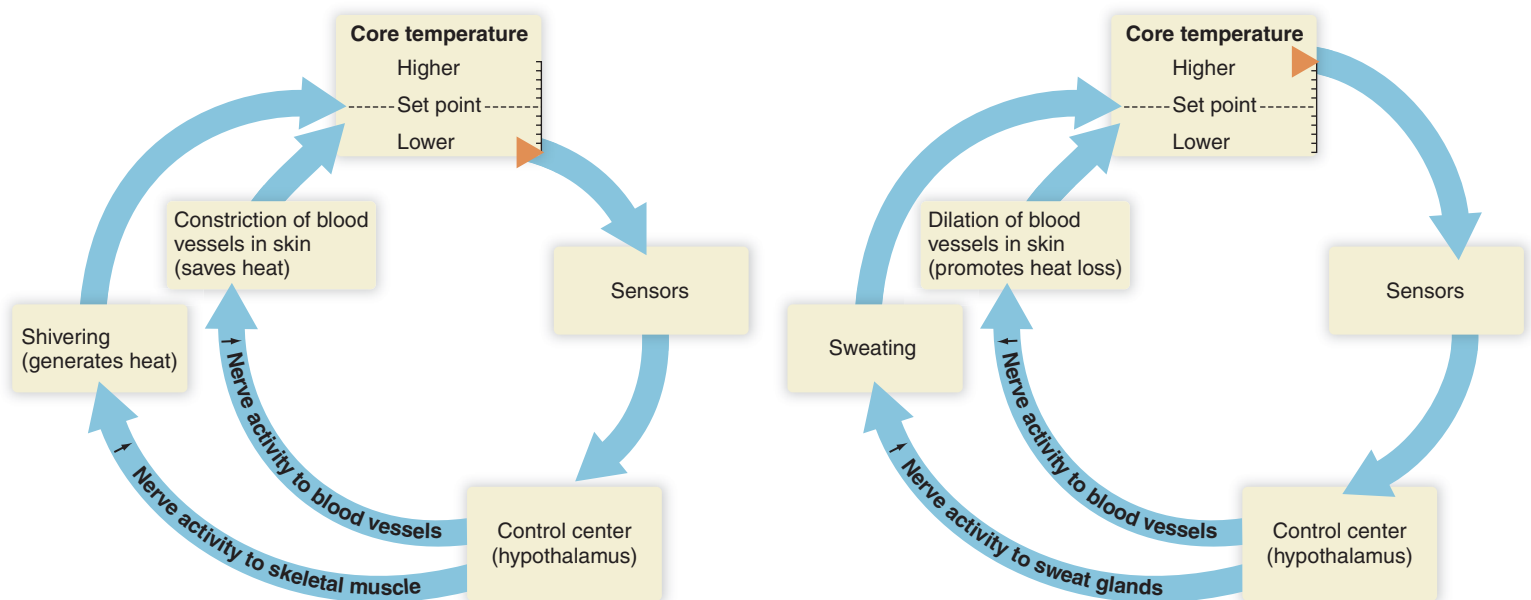 Core temperature
Higher
Set point
Lower
Sensors
Control center
(hypothalamus)
↑ Nerve activity to blood vessels
Constriction of blood
vessels in skin
(saves heat)
↑ Nerve activity to skeletal muscle
Shivering
(generates heat)
Core temperature
Higher
Set point
Lower
Sensors
Control center
(hypothalamus)
↓ Nerve activity to blood vessels
Dilation of blood
vessels in skin
(promotes heat loss)
↑ Nerve activity to sweat glands
Sweating